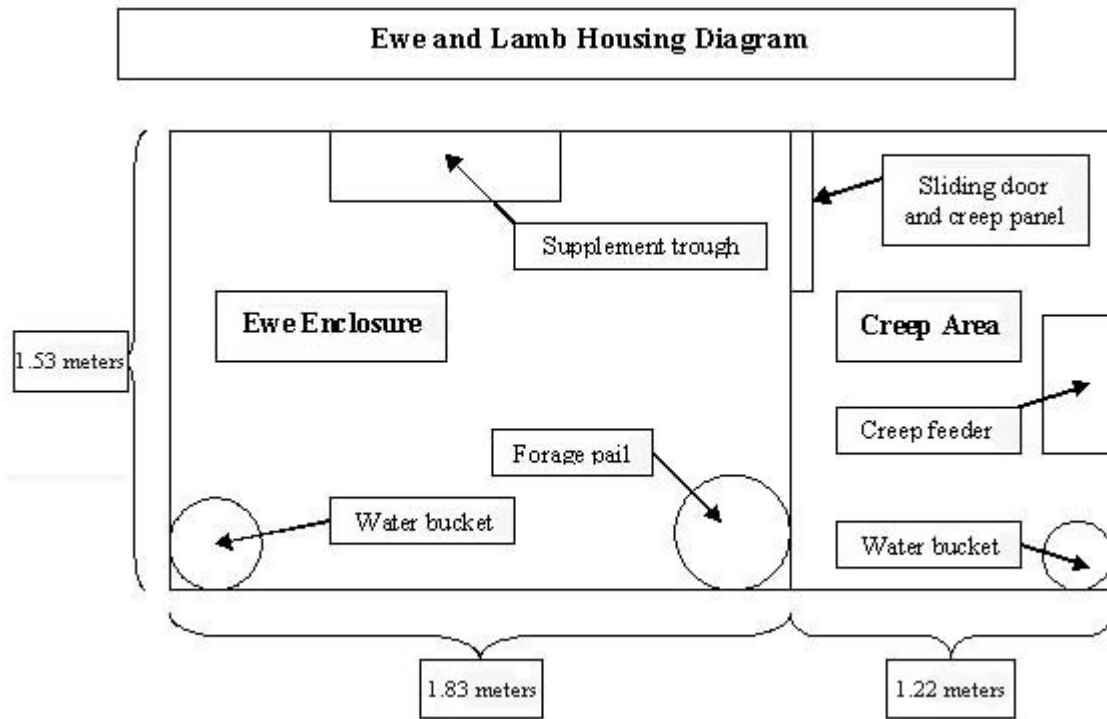 Ewe and Lamb Housing Diagram
Sliding door
and creep panel
Supplement trough
Ewe Enclosure
Creep Area
1.53 meters
Creep feeder
Forage pail
Water bucket
Water bucket
1.83 meters
1.22 meters